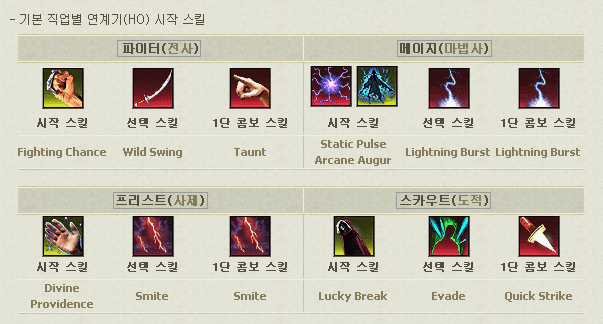 - 기본 직업별 연계기(HO) 시작 스킬
파이터(전사) 메이지(마법사)
시작 스킬 선택 스킬 1단 콤보 스킬 시작 스킬 선택 스킬 1단 콤보 스킬
Fighting Chance Wild Swing Taunt Static Pulse Arcane Augur Lightning Burst Lightning Burst
프리스트(사제) 스카우트(도적)
시작 스킬 선택 스킬 1단 콤보 스킬 시작 스킬 선택 스킬 1단 콤보 스킬
Divine Providence Smite Smite Lucky Break Evade Quick Strike